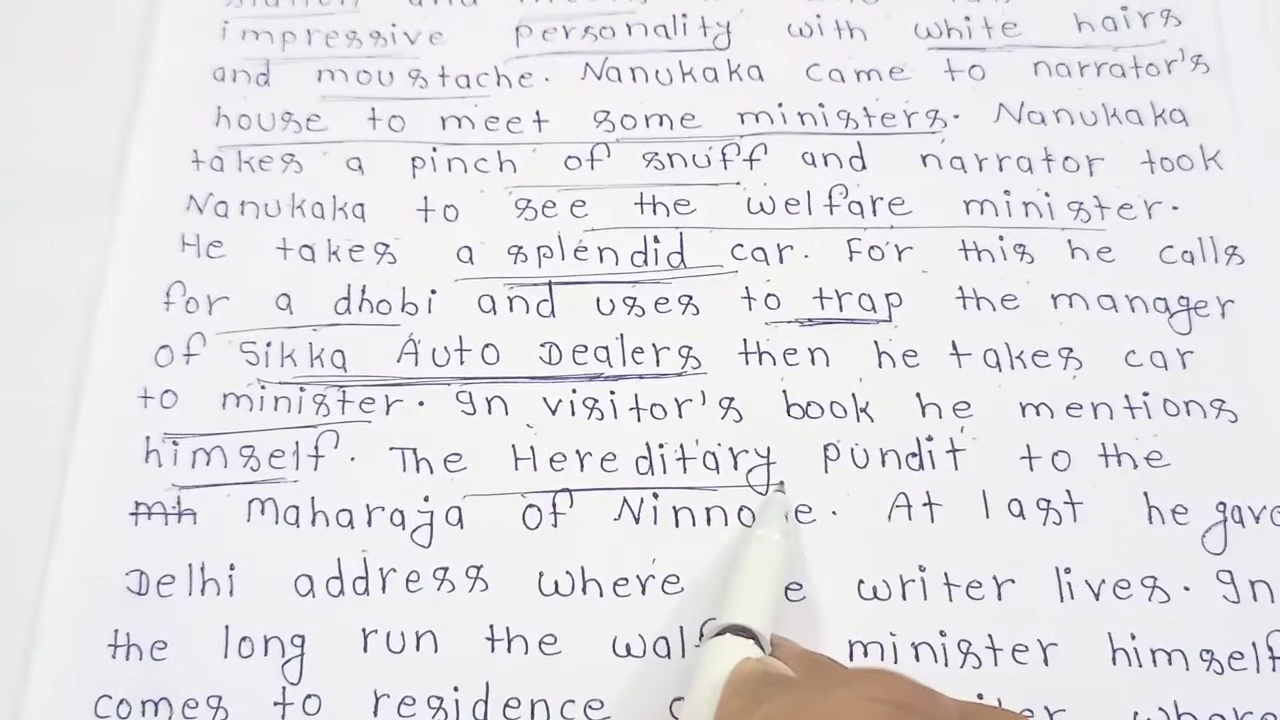 impressive personality with white hairs
and moustache. Nanukaka came to narrator's
house to meet some ministers. Nanukaka
takes a pinch of snuff and narrator took
Nanukaka to see the welfare minister.
He takes a splendid car. For this he calls
for a dhobi and uses to trap the manager
of Sikka Auto Dealers then he takes car
to minister. In visitor's book he mentions
himself. The Hereditary pundit to the
Maharaja of At last he gave
Delhi address where writer lives. In
the long run the minister himself
comes to residence